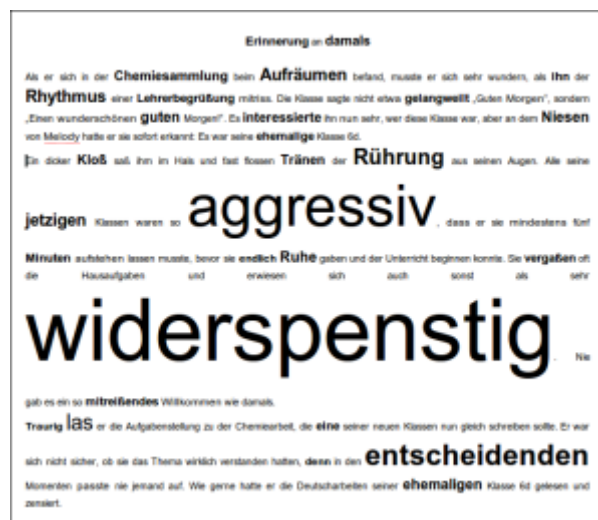 Erinnerung an damals
Als er sich in der Chemiesammlung beim Aufräumen befand, musste er sich sehr wundern, als ihn der
Rhythmus einer Lehrerbegrüßung mitriss. Die Klasse sagte nicht etwa gelangweilt „Guten Morgen“, sondern
„Einen wunderschönen guten Morgen!“. Es interessierte ihn nun sehr, wer diese Klasse war, aber an dem Niesen
von Melody hatte er sie sofort erkannt: Es war seine ehemalige Klasse 6d.
Ein dicker Kloß saß ihm im Hals und fast flossen Tränen der Rührung aus seinen Augen. Alle seine
jetzigen Klassen waren so aggressiv, dass er sie mindestens fünf
Minuten aufstehen lassen musste, bevor sie endlich Ruhe gaben und der Unterricht beginnen konnte. Sie vergaßen oft
die Hausaufgaben und erwiesen sich auch sonst als sehr
widerspenstig. Nie
gab es ein so mitreißendes Willkommen wie damals.
Traurig las er die Aufgabenstellung zu der Chemiearbeit, die eine seiner neuen Klassen nun gleich schreiben sollte. Er war
sich nicht sicher, ob sie das Thema wirklich verstanden hatten, denn in den entscheidenden
Momenten passte nie jemand auf. Wie gerne hatte er die Deutscharbeiten seiner ehemaligen Klasse 6d gelesen und
zensiert.